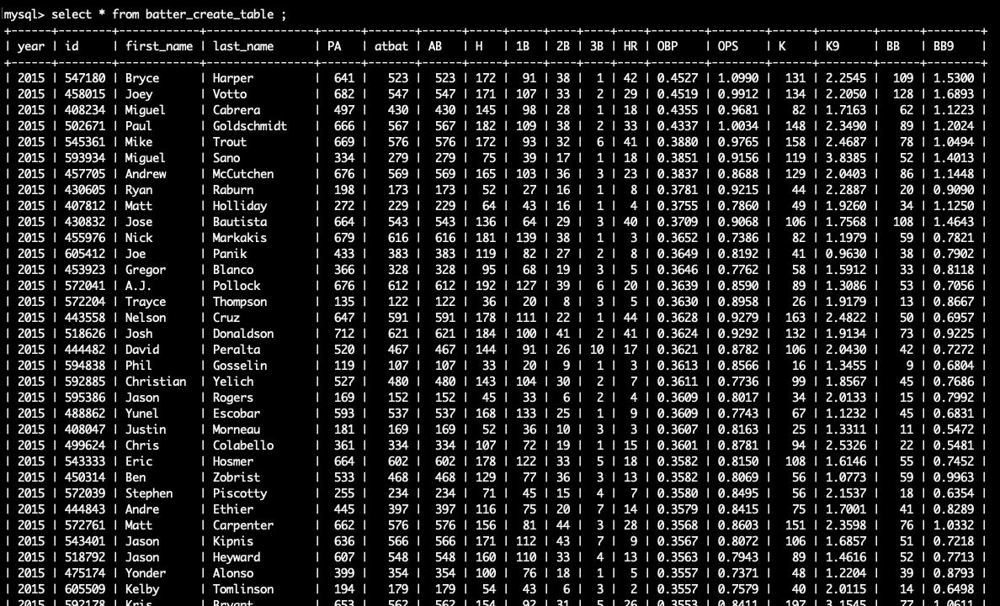 mysql> select * from batter_create_table ;
+------+--------+------------+-----------------+------+-------+------+------+------+-----+-----+-----+--------+--------+------+--------+------+--------+
| year | id     | first_name | last_name       | PA   | atbat | AB   | H    | 1B   | 2B  | 3B  | HR  | OBP    | OPS    | K    | K9     | BB   | BB9    |
+------+--------+------------+-----------------+------+-------+------+------+------+-----+-----+-----+--------+--------+------+--------+------+--------+
| 2015 | 547180 | Bryce | Harper | 641 | 523 | 523 | 172 | 91 | 38 | 1 | 42 | 0.4527 | 1.0990 | 131 | 2.2545 | 109 | 1.5300 |
| 2015 | 458015 | Joey | Votto | 682 | 547 | 547 | 171 | 107 | 33 | 2 | 29 | 0.4519 | 0.9912 | 134 | 2.2050 | 128 | 1.6893 |
| 2015 | 408234 | Miguel | Cabrera | 497 | 430 | 430 | 145 | 98 | 28 | 1 | 18 | 0.4355 | 0.9681 | 82 | 1.7163 | 62 | 1.1223 |
| 2015 | 502671 | Paul | Goldschmidt | 666 | 567 | 567 | 182 | 109 | 38 | 2 | 33 | 0.4337 | 1.0034 | 148 | 2.3490 | 89 | 1.2024 |
| 2015 | 545361 | Mike | Trout | 669 | 576 | 576 | 172 | 93 | 32 | 6 | 41 | 0.3880 | 0.9765 | 158 | 2.4687 | 78 | 1.0494 |
| 2015 | 593934 | Miguel | Sano | 334 | 279 | 279 | 75 | 39 | 17 | 1 | 18 | 0.3851 | 0.9156 | 119 | 3.8385 | 52 | 1.4013 |
| 2015 | 457705 | Andrew | McCutchen | 676 | 569 | 569 | 165 | 103 | 36 | 3 | 23 | 0.3837 | 0.8688 | 129 | 2.0403 | 86 | 1.1448 |
| 2015 | 430605 | Ryan | Raburn | 198 | 173 | 173 | 52 | 27 | 16 | 1 | 8 | 0.3781 | 0.9215 | 44 | 2.2887 | 20 | 0.9090 |
| 2015 | 407812 | Matt | Holliday | 272 | 229 | 229 | 64 | 43 | 16 | 1 | 4 | 0.3755 | 0.7860 | 49 | 1.9260 | 34 | 1.1250 |
| 2015 | 430832 | Jose | Bautista | 664 | 543 | 543 | 136 | 64 | 29 | 3 | 40 | 0.3709 | 0.9068 | 106 | 1.7568 | 108 | 1.4643 |
| 2015 | 455976 | Nick | Markakis | 679 | 616 | 616 | 181 | 139 | 38 | 1 | 3 | 0.3652 | 0.7386 | 82 | 1.1979 | 59 | 0.7821 |
| 2015 | 605412 | Joe | Panik | 433 | 383 | 383 | 119 | 82 | 27 | 2 | 8 | 0.3649 | 0.8192 | 41 | 0.9630 | 38 | 0.7902 |
| 2015 | 453923 | Gregor | Blanco | 366 | 328 | 328 | 95 | 68 | 19 | 3 | 5 | 0.3646 | 0.7762 | 58 | 1.5912 | 33 | 0.8118 |
| 2015 | 572041 | A.J. | Pollock | 676 | 612 | 612 | 192 | 127 | 39 | 6 | 20 | 0.3639 | 0.8590 | 89 | 1.3086 | 53 | 0.7056 |
| 2015 | 572204 | Trayce | Thompson | 135 | 122 | 122 | 36 | 20 | 8 | 3 | 5 | 0.3630 | 0.8958 | 26 | 1.9179 | 13 | 0.8667 |
| 2015 | 443558 | Nelson | Cruz | 647 | 591 | 591 | 178 | 111 | 22 | 1 | 44 | 0.3628 | 0.9279 | 163 | 2.4822 | 50 | 0.6957 |
| 2015 | 518626 | Josh | Donaldson | 712 | 621 | 621 | 184 | 100 | 41 | 2 | 41 | 0.3624 | 0.9292 | 132 | 1.9134 | 73 | 0.9225 |
| 2015 | 444482 | David | Peralta | 520 | 467 | 467 | 144 | 91 | 26 | 10 | 17 | 0.3621 | 0.8782 | 106 | 2.0430 | 42 | 0.7272 |
| 2015 | 594838 | Phil | Gosselin | 119 | 107 | 107 | 33 | 20 | 9 | 1 | 3 | 0.3613 | 0.8566 | 16 | 1.3455 | 9 | 0.6804 |
| 2015 | 592885 | Christian | Yelich | 527 | 480 | 480 | 143 | 104 | 30 | 2 | 7 | 0.3611 | 0.7736 | 99 | 1.8567 | 45 | 0.7686 |
| 2015 | 595386 | Jason | Rogers | 169 | 152 | 152 | 45 | 33 | 6 | 2 | 4 | 0.3609 | 0.8017 | 34 | 2.0133 | 15 | 0.7992 |
| 2015 | 488862 | Yunel | Escobar | 593 | 537 | 537 | 168 | 133 | 25 | 1 | 9 | 0.3609 | 0.7743 | 67 | 1.1232 | 45 | 0.6831 |
| 2015 | 408047 | Justin | Morneau | 181 | 169 | 169 | 52 | 36 | 10 | 3 | 3 | 0.3607 | 0.8163 | 25 | 1.3311 | 11 | 0.5472 |
| 2015 | 499624 | Chris | Colabello | 361 | 334 | 334 | 107 | 72 | 19 | 1 | 15 | 0.3601 | 0.8781 | 94 | 2.5326 | 22 | 0.5481 |
| 2015 | 543333 | Eric | Hosmer | 664 | 602 | 602 | 178 | 122 | 33 | 5 | 18 | 0.3582 | 0.8150 | 108 | 1.6146 | 55 | 0.7452 |
| 2015 | 450314 | Ben | Zobrist | 533 | 468 | 468 | 129 | 77 | 36 | 3 | 13 | 0.3582 | 0.8069 | 56 | 1.0773 | 59 | 0.9963 |
| 2015 | 572039 | Stephen | Piscotty | 255 | 234 | 234 | 71 | 45 | 15 | 4 | 7 | 0.3580 | 0.8495 | 56 | 2.1537 | 18 | 0.6354 |
| 2015 | 444843 | Andre | Ethier | 445 | 397 | 397 | 116 | 75 | 20 | 7 | 14 | 0.3579 | 0.8415 | 75 | 1.7001 | 41 | 0.8289 |
| 2015 | 572761 | Matt | Carpenter | 662 | 576 | 576 | 156 | 81 | 44 | 3 | 28 | 0.3568 | 0.8603 | 151 | 2.3598 | 76 | 1.0332 |
| 2015 | 543401 | Jason | Kipnis | 636 | 566 | 566 | 171 | 112 | 43 | 7 | 9 | 0.3567 | 0.8072 | 106 | 1.6857 | 51 | 0.7218 |
| 2015 | 518792 | Jason | Heyward | 607 | 548 | 548 | 160 | 110 | 33 | 4 | 13 | 0.3563 | 0.7943 | 89 | 1.4616 | 52 | 0.7713 |
| 2015 | 475174 | Yonder | Alonso | 399 | 354 | 354 | 100 | 76 | 18 | 1 | 5 | 0.3557 | 0.7371 | 48 | 1.2204 | 39 | 0.8793 |
| 2015 | 605509 | Kelby | Tomlinson | 194 | 179 | 179 | 54 | 43 | 6 | 3 | 2 | 0.3557 | 0.7579 | 40 | 2.0115 | 14 | 0.6498 |
| 2015 | 592178 | Kris | Bryant | 653 | 562 | 562 | 154 | 92 | 31 | 5 | 26 | 0.3553 | 0.8411 | 197 | 3.1545 |